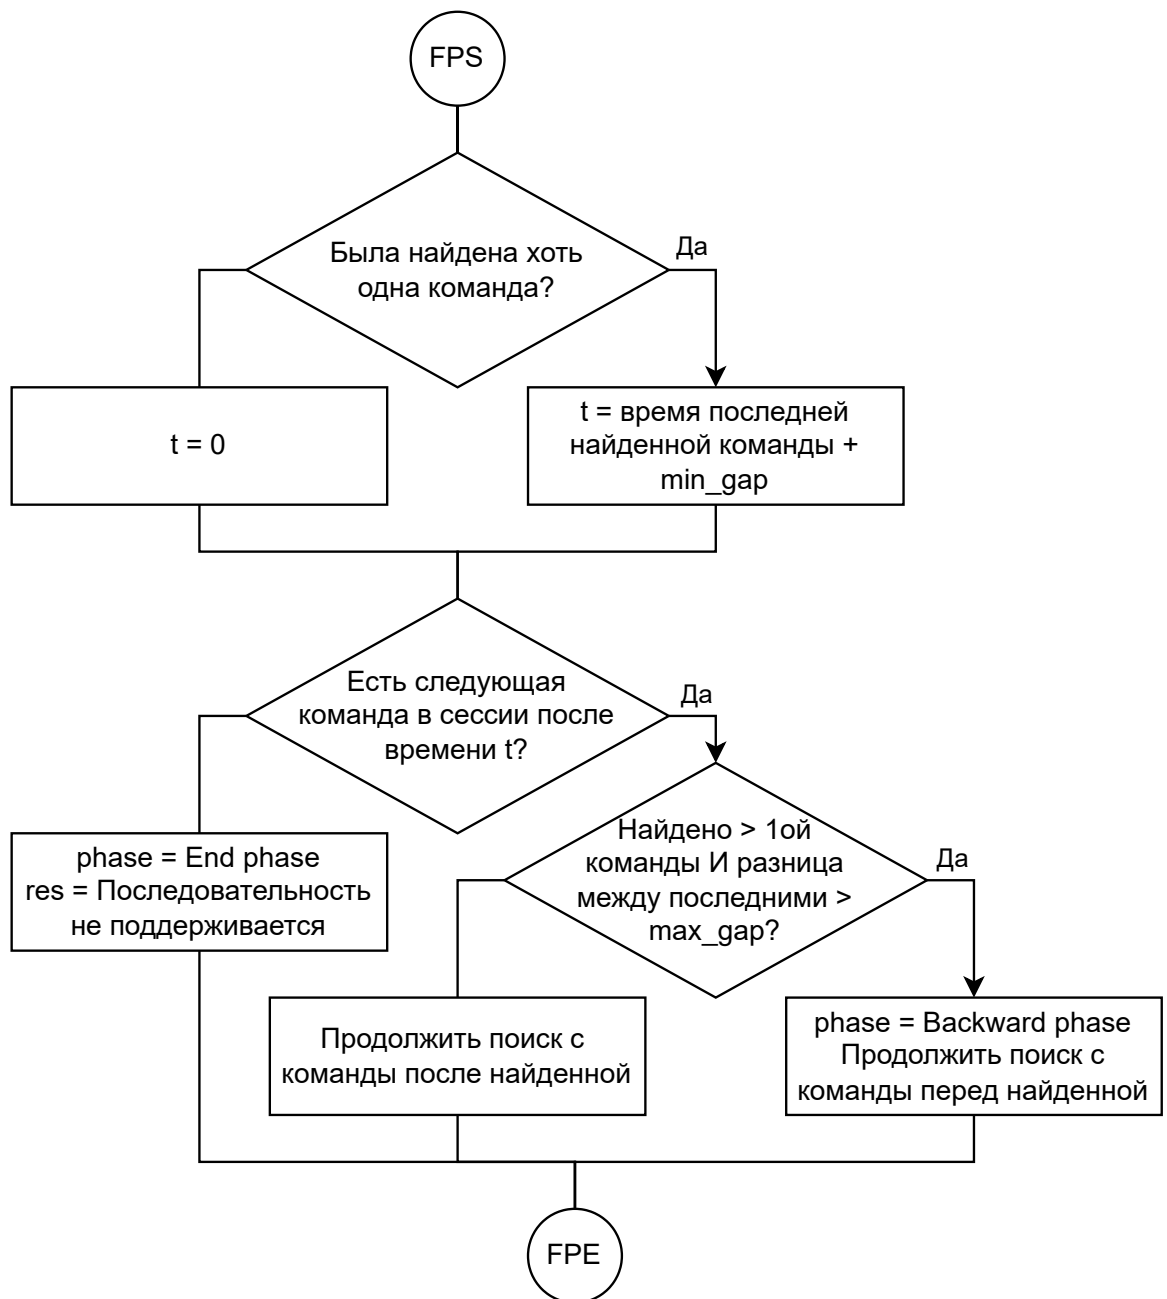 FPS
Была найдена хоть
одна команда?
Да
t = 0
t = время последней
найденной команды +
min_gap
Есть следующая
команда в сессии после
времени t?
Да
phase = End phase
res = Последовательность
не поддерживается
Найдено > 1ой
команды И разница
между последними >
max_gap?
Да
Продолжить поиск с
команды после найденной
phase = Backward phase
Продолжить поиск с
команды перед найденной
FPE